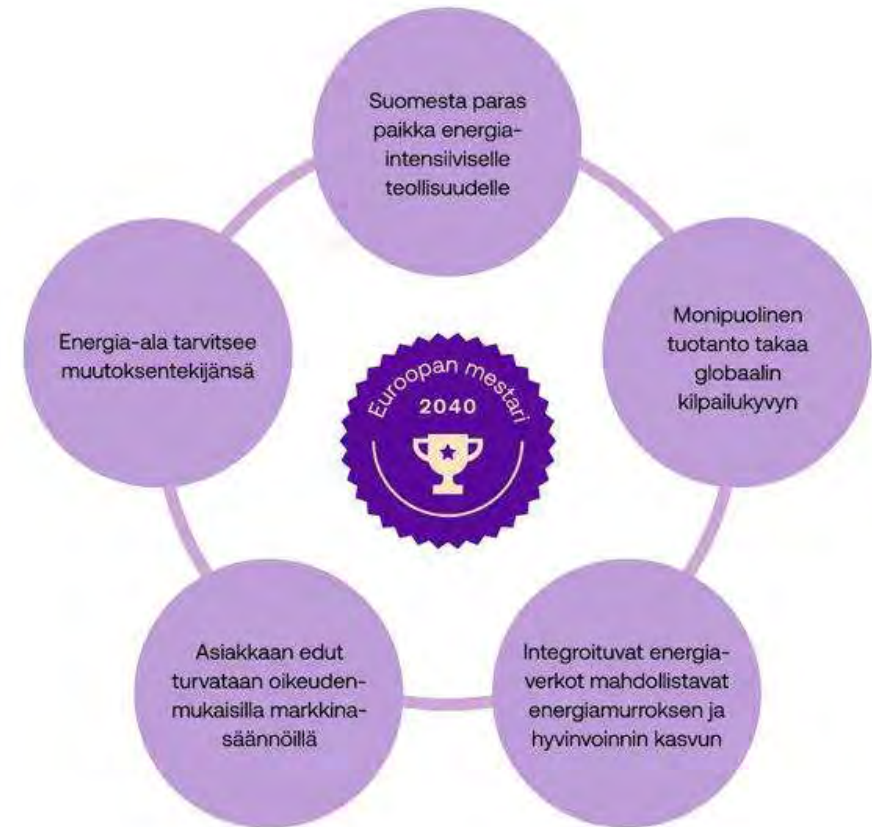 Suomesta paras
paikka energia-
intensiiviselle
teollisuudelle
Monipuolinen
tuotanto takaa
globaalin
kilpailukyvyn
Integroituvat energia-
verkot mahdollistavat
energiamurroksen ja
hyvinvoinnin kasvun
Asiakkaan edut
turvataan oikeuden-
mukaisilla markkina-
säännöillä
Energia-ala tarvitsee
muutoksentekijänsä
Euroopan mestari
2040